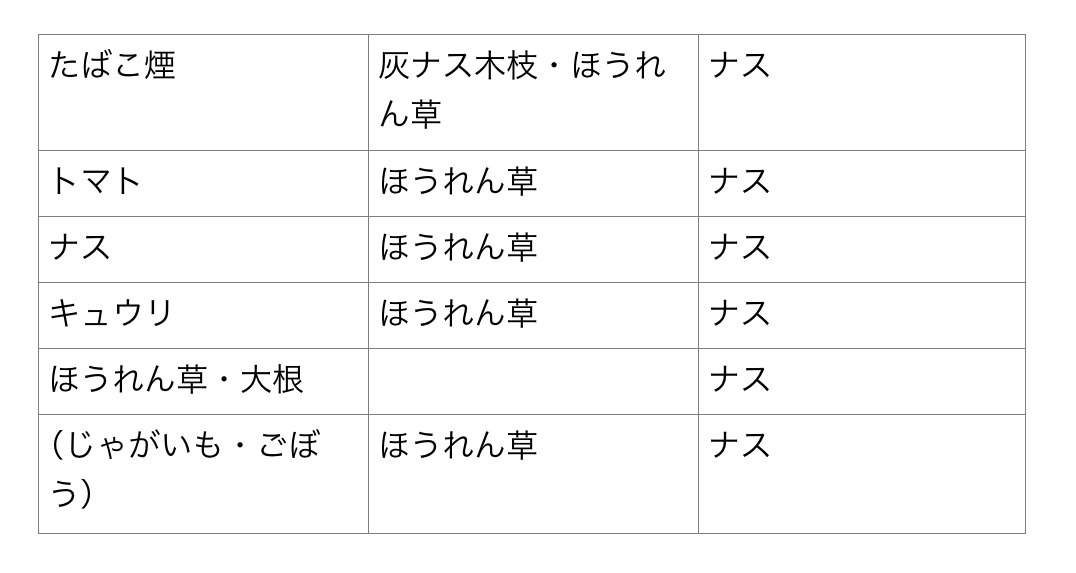 たばこ煙 灰ナス木枝・ほうれ ナス
ん草
トマト ほうれん草 ナス
ナス ほうれん草 ナス
キュウリ ほうれん草 ナス
ほうれん草・大根 ナス
（じゃがいも・ごぼ ほうれん草 ナス
う）